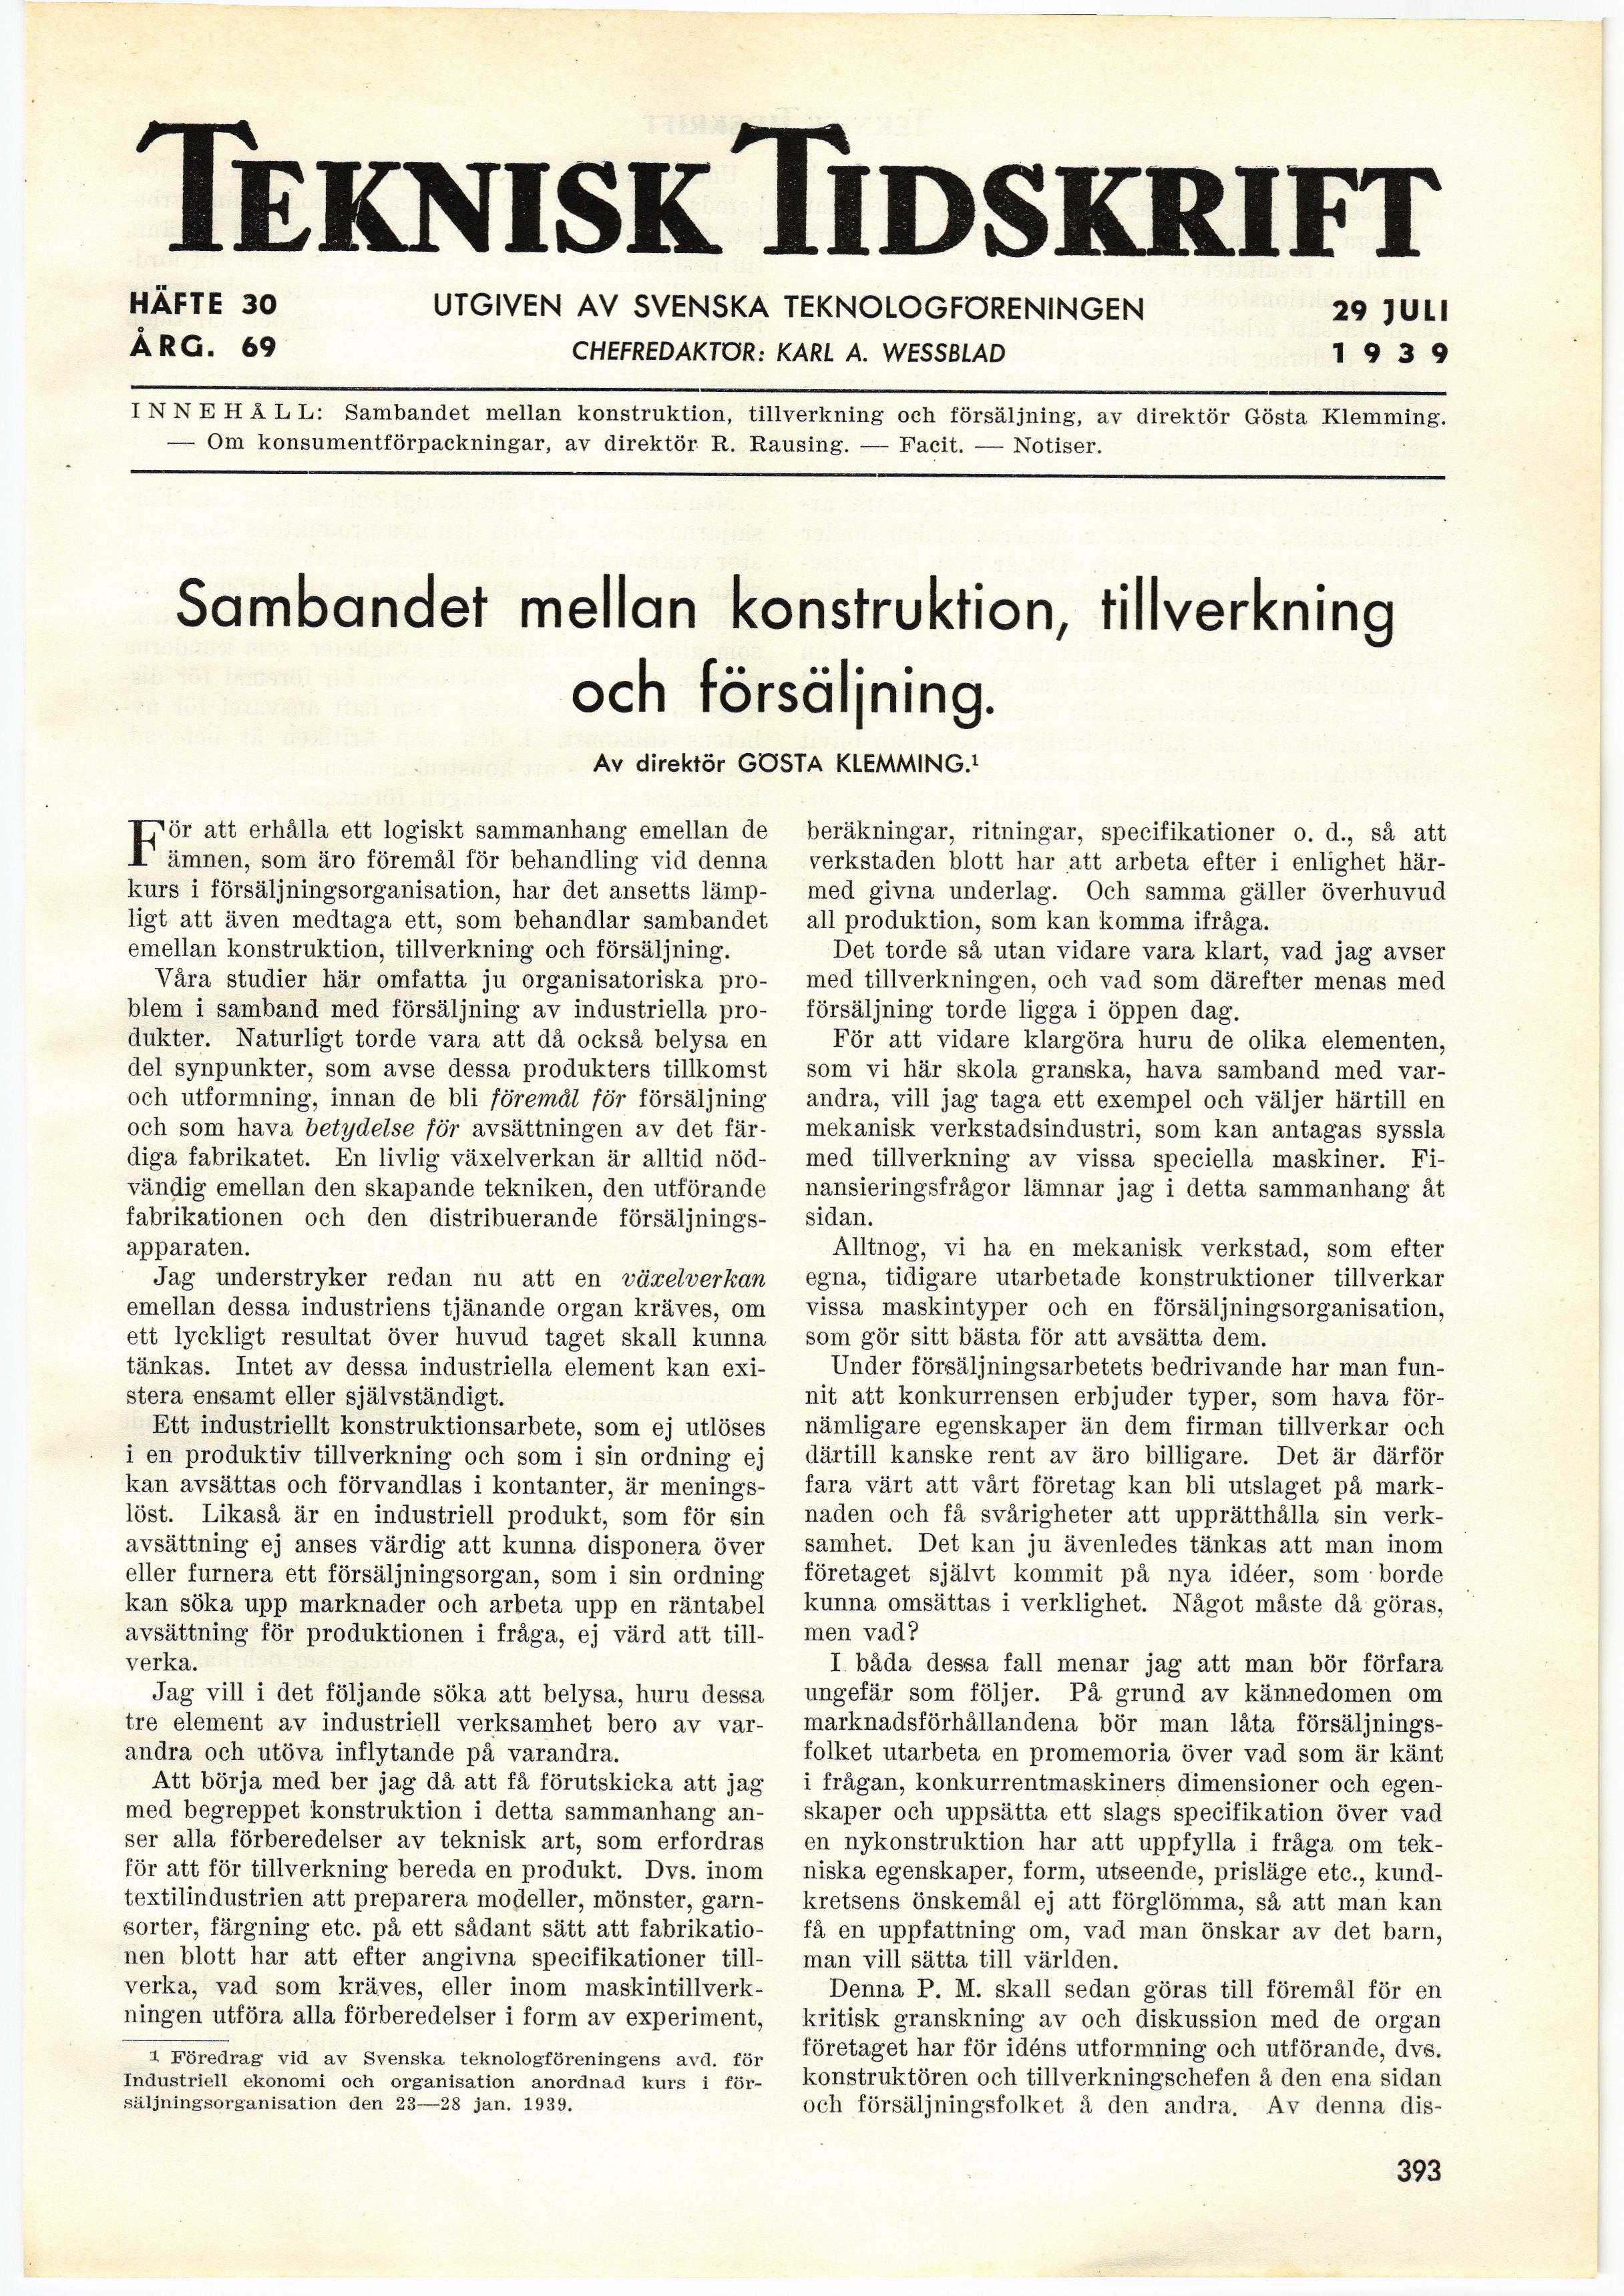 TEKNISK TIDSKRIFT
HÄFTE 30 UTGIVEN AV SVENSKA TEKNOLOGFÖRENINGEN 29 JULI
ÅRG. 69 CHEFREDAKTÖR: KARL A. WESSBLAD 1939
INNEHÅLL: Sambandet mellan konstruktion, tillverkning och försäljning, av direktör Gösta Klemming.
— Om konsumentförpackningar, av direktör R. Rausing. — Facit. — Notiser.
Sambandet mellan konstruktion, tillverkning
och försäljning.
Av direktör GÖSTA KLEMMING.¹
För att erhålla ett logiskt sammanhang emellan de
ämnen, som äro föremål för behandling vid denna
kurs i försäljningsorganisation, har det ansetts lämp-
ligt att även medtaga ett, som behandlar sambandet
emellan konstruktion, tillverkning och försäljning.
Våra studier här omfatta ju organisatoriska pro-
blem i samband med försäljning av industriella pro-
dukter. Naturligt torde vara att då också belysa en
del synpunkter, som avse dessa produkters tillkomst
och utformning, innan de bli föremål för försäljning
och som hava betydelse för avsättningen av det fär-
diga fabrikatet. En livlig växelverkan är alltid nöd-
vändig emellan den skapande tekniken, den utförande
fabrikationen och den distribuerande försäljnings-
apparaten.
Jag understryker redan nu att en växelverkan
emellan dessa industriens tjänande organ kräves, om
ett lyckligt resultat över huvud taget skall kunna
tänkas. Intet av dessa industriella element kan exi-
stera ensamt eller självständigt.
Ett industriellt konstruktionsarbete, som ej utlöses
i en produktiv tillverkning och som i sin ordning ej
kan avsättas och förvandlas i kontanter, är menings-
löst. Likaså är en industriell produkt, som för sin
avsättning ej anses värdig att kunna disponera över
eller furnera ett försäljningsorgan, som i sin ordning
kan söka upp marknader och arbeta upp en räntabel
avsättning för produktionen i fråga, ej värd att till-
verka.
Jag vill i det följande söka att belysa, huru dessa
tre element av industriell verksamhet bero av var-
andra och utöva inflytande på varandra.
Att börja med ber jag då att få förutskicka att jag
med begreppet konstruktion i detta sammanhang an-
ser alla förberedelser av teknisk art, som erfordras
för att för tillverkning bereda en produkt. Dvs. inom
textilindustrien att preparera modeller, mönster, garn-
sorter, färgning etc. på ett sådant sätt att fabrikatio-
nen blott har att efter angivna specifikationer till-
verka, vad som kräves, eller inom maskintillverk-
ningen utföra alla förberedelser i form av experiment,
¹ Föredrag vid av Svenska teknologföreningens avd. för
Industriell ekonomi och organisation anordnad kurs i för-
säljningsorganisation den 23—28 jan. 1939.
beräkningar, ritningar, specifikationer o. d., så att
verkstaden blott har att arbeta efter i enlighet här-
med givna underlag. Och samma gäller överhuvud
all produktion, som kan komma ifråga.
Det torde så utan vidare vara klart, vad jag avser
med tillverkningen, och vad som därefter menas med
försäljning torde ligga i öppen dag.
För att vidare klargöra huru de olika elementen,
som vi här skola granska, hava samband med var-
andra, vill jag taga ett exempel och väljer härtill en
mekanisk verkstadsindustri, som kan antagas syssla
med tillverkning av vissa speciella maskiner. Fi-
nansieringsfrågor lämnar jag i detta sammanhang åt
sidan.
Alltnog, vi ha en mekanisk verkstad, som efter
egna, tidigare utarbetade konstruktioner tillverkar
vissa maskintyper och en försäljningsorganisation,
som gör sitt bästa för att avsätta dem.
Under försäljningsarbetets bedrivande har man fun-
nit att konkurrensen erbjuder typer, som hava för-
nämligare egenskaper än dem firman tillverkar och
därtill kanske rent av äro billigare. Det är därför
fara värt att vårt företag kan bli utslaget på mark-
naden och få svårigheter att upprätthålla sin verk-
samhet. Det kan ju ävenledes tänkas att man inom
företaget självt kommit på nya idéer, som borde
kunna omsättas i verklighet. Något måste då göras,
men vad?
I båda dessa fall menar jag att man bör förfara
ungefär som följer. På grund av kännedomen om
marknadsförhållandena bör man låta försäljnings-
folket utarbeta en promemoria över vad som är känt
i frågan, konkurrentmaskiners dimensioner och egen-
skaper och uppsätta ett slags specifikation över vad
en nykonstruktion har att uppfylla i fråga om tek-
niska egenskaper, form, utseende, prisläge etc., kund-
kretsens önskemål ej att förglömma, så att man kan
få en uppfattning om, vad man önskar av det barn,
man vill sätta till världen.
Denna P. M. skall sedan göras till föremål för en
kritisk granskning av och diskussion med de organ
företaget har för idéns utformning och utförande, dvs.
konstruktören och tillverkningschefen å den ena sidan
och försäljningsfolket å den andra. Av denna dis-
393